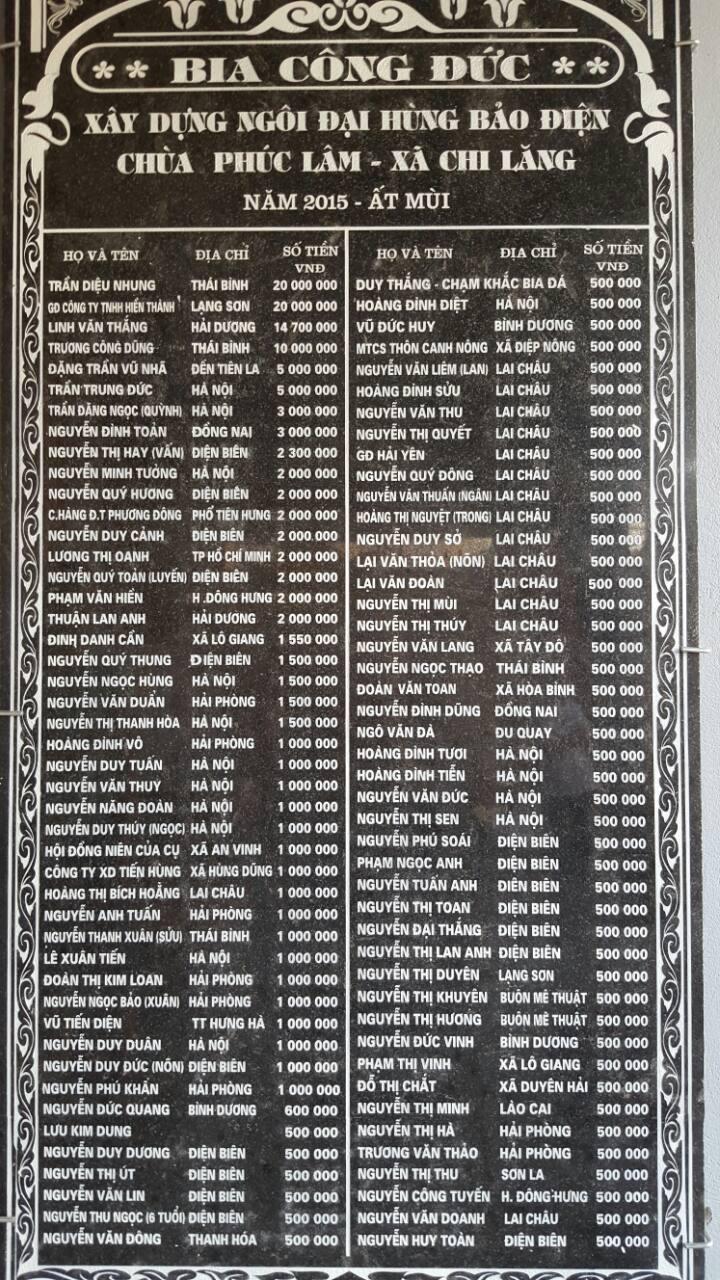 ** BIA CÔNG ĐỨC **
XÂY DỰNG NGÔI ĐẠI HÙNG BẢO ĐIỆN
CHÙA PHÚC LÂM - XÃ CHI LĂNG
NĂM 2015 - ẤT MÙI
HỌ VÀ TÊN ĐỊA CHỈ SỐ TIỀN VNĐ
TRẦN DIỆU NHUNG THÁI BÌNH 20 000 000
GĐ CÔNG TY TNHH HIỀN THÀNH LẠNG SƠN 20 000 000
LINH VĂN THẮNG HẢI DƯƠNG 14 700 000
TRƯƠNG CÔNG DŨNG THÁI BÌNH 10 000 000
ĐẶNG TRẦN VŨ NHÃ ĐỀN TIÊN LA 5 000 000
TRẦN TRUNG ĐỨC HÀ NỘI 5 000 000
TRẦN ĐĂNG NGỌC (QUỲNH) HÀ NỘI 3 000 000
NGUYỄN ĐÌNH TOẢN ĐỒNG NAI 3 000 000
NGUYỄN THỊ HAY (VẤN) ĐIỆN BIÊN 2 300 000
NGUYỄN MINH TƯỞNG HÀ NỘI 2 000 000
NGUYỄN QUÝ HƯƠNG ĐIỆN BIÊN 2 000 000
C.HÀNG Đ.T PHƯƠNG ĐÔNG PHỐ TIÊN HƯNG 2 000 000
NGUYỄN DUY CẢNH ĐIỆN BIÊN 2 000 000
LƯƠNG THỊ OANH TP HỒ CHÍ MINH 2 000 000
NGUYỄN QUÝ TOÀN (LUYẾN) ĐIỆN BIÊN 2 000 000
PHẠM VĂN HIỀN H .ĐÔNG HƯNG 2 000 000
THUẬN LAN ANH HẢI DƯƠNG 2 000 000
ĐINH DANH CẦN XÃ LÔ GIANG 1 550 000
NGUYỄN QUÝ THUNG ĐIỆN BIÊN 1 500 000
NGUYỄN NGỌC HÙNG HÀ NỘI 1 500 000
NGUYỄN VĂN DUẨN HẢI PHÒNG 1 500 000
NGUYỄN THỊ THANH HÒA HÀ NỘI 1 500 000
HOÀNG ĐÌNH VÔ HẢI PHÒNG 1 000 000
NGUYỄN DUY TUẤN HÀ NỘI 1 000 000
NGUYỄN VĂN THUÝ HÀ NỘI 1 000 000
NGUYỄN NĂNG ĐOÀN HÀ NỘI 1 000 000
NGUYỄN DUY THÚY (NGỌC) HÀ NỘI 1 000 000
HỘI ĐỒNG NIÊN CỦA CỤ XÃ AN VINH 1 000 000
CÔNG TY XD TIẾN HÙNG XÃ HÙNG DŨNG 1 000 000
HOÀNG THỊ BÍCH HOẰNG LAI CHÂU 1 000 000
NGUYỄN ANH TUẤN HẢI PHÒNG 1 000 000
NGUYỄN THANH XUÂN (SỬU) THÁI BÌNH 1 000 000
LÊ XUÂN TIẾN HÀ NỘI 1 000 000
ĐOÀN THỊ KIM LOAN HẢI PHÒNG 1 000 000
NGUYỄN NGỌC BẢO (XUÂN) HẢI PHÒNG 1 000 000
VŨ TIẾN DIỆN TT HƯNG HÀ 1 000 000
NGUYỄN DUY DUÂN HÀ NỘI 1 000 000
NGUYỄN DUY ĐỨC (NÔN) ĐIỆN BIÊN 1 000 000
NGUYỄN PHÚ KHẢN HẢI PHÒNG 1 000 000
NGUYỄN ĐỨC QUANG BÌNH DƯƠNG 600 000
LƯU KIM DUNG 500 000
NGUYỄN DUY DƯƠNG ĐIỆN BIÊN 500 000
NGUYỄN THỊ ÚT ĐIỆN BIÊN 500 000
NGUYỄN VĂN LIN ĐIỆN BIÊN 500 000
NGUYỄN THU NGỌC (6 TUỔI) ĐIỆN BIÊN 500 000
NGUYỄN VĂN ĐÔNG THANH HÓA 500 000
HỌ VÀ TÊN ĐỊA CHỈ SỐ TIỀN VNĐ
DUY THẮNG - CHẠM KHẮC BIA ĐÁ 500 000
HOÀNG ĐÌNH DIỆT HÀ NỘI 500 000
VŨ ĐỨC HUY BÌNH DƯƠNG 500 000
MTCS THÔN CANH NÔNG XÃ ĐIỆP NÔNG 500 000
NGUYỄN VĂN LIÊM (LAN) LAI CHÂU 500 000
HOÀNG ĐÌNH SỬU LAI CHÂU 500 000
NGUYỄN VĂN THU LAI CHÂU 500 000
NGUYỄN THỊ QUYẾT LAI CHÂU 500 000
GĐ HẢI YÊN LAI CHÂU 500 000
NGUYỄN QUÝ ĐÔNG LAI CHÂU 500 000
NGUYỄN VĂN THUẤN (NGÂN) LAI CHÂU 500 000
HOÀNG THỊ NGUYỆT (TRONG) LAI CHÂU 500 000
NGUYỄN DUY SỞ LAI CHÂU 500 000
LẠI VĂN THỎA (NÕN) LAI CHÂU 500 000
LẠI VĂN ĐOÀN LAI CHÂU 500 000
NGUYỄN THỊ MÙI LAI CHÂU 500 000
NGUYỄN THỊ THÚY LAI CHÂU 500 000
NGUYỄN VĂN LANG XÃ TÂY ĐÔ 500 000
NGUYỄN NGỌC THẠO THÁI BÌNH 500 000
ĐOÀN VĂN TOAN XÃ HÒA BÌNH 500 000
NGUYỄN ĐÌNH DŨNG ĐỒNG NAI 500 000
NGÔ VĂN ĐẢ DU QUAY 500 000
HOÀNG ĐÌNH TƯƠI HÀ NỘI 500 000
HOÀNG ĐÌNH TIỄN HÀ NỘI 500 000
NGUYỄN VĂN ĐỨC HÀ NỘI 500 000
NGUYỄN THỊ SEN HÀ NỘI 500 000
NGUYỄN PHÚ SOÁI ĐIỆN BIÊN 500 000
PHẠM NGỌC ANH ĐIỆN BIÊN 500 000
NGUYỄN TUẤN ANH ĐIỆN BIÊN 500 000
NGUYỄN THỊ TOAN ĐIỆN BIÊN 500 000
NGUYỄN ĐẠI THẮNG ĐIỆN BIÊN 500 000
NGUYỄN THỊ LAN ANH ĐIỆN BIÊN 500 000
NGUYỄN THỊ DUYÊN LẠNG SƠN 500 000
NGUYỄN THỊ KHUYÊN BUÔN MÊ THUẬT 500 000
NGUYỄN THỊ HƯƠNG BUÔN MÊ THUẬT 500 000
NGUYỄN ĐỨC VINH BÌNH DƯƠNG 500 000
PHẠM THỊ VINH XÃ LÔ GIANG 500 000
ĐỖ THỊ CHẮT XÃ DUYÊN HẢI 500 000
NGUYỄN THỊ MINH LÀO CAI 500 000
NGUYỄN THỊ HÀ HẢI PHÒNG 500 000
TRƯƠNG VĂN THẢO HẢI PHÒNG 500 000
NGUYỄN THỊ THU SƠN LA 500 000
NGUYỄN CÔNG TUYẾN H. ĐÔNG HƯNG 500 000
NGUYỄN VĂN DOANH LAI CHÂU 500 000
NGUYỄN HUY TOÀN ĐIỆN BIÊN 500 000